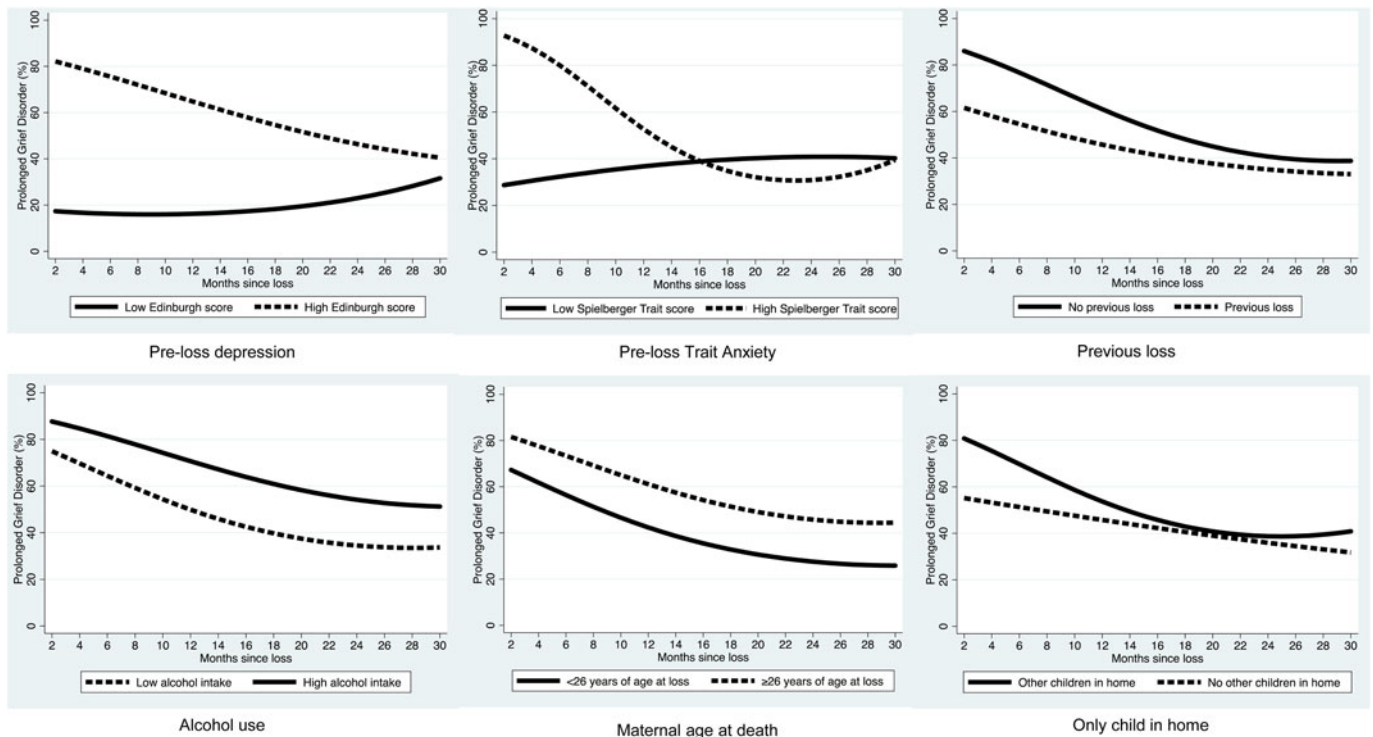 Prolonged Grief Disorder (%)
0 20 40 60 80 100
2 4 6 8 10 12 14 16 18 20 22 24 26 28 30
Months since loss
Low Edinburgh score High Edinburgh score
Pre-loss depression
Prolonged Grief Disorder (%)
0 20 40 60 80 100
2 4 6 8 10 12 14 16 18 20 22 24 26 28 30
Months since loss
Low Spielberger Trait score High Spielberger Trait score
Pre-loss Trait Anxiety
Prolonged Grief Disorder (%)
0 20 40 60 80 100
2 4 6 8 10 12 14 16 18 20 22 24 26 28 30
Months since loss
No previous loss Previous loss
Previous loss
Prolonged Grief Disorder (%)
0 20 40 60 80 100
2 4 6 8 10 12 14 16 18 20 22 24 26 28 30
Months since loss
Low alcohol intake High alcohol intake
Alcohol use
Prolonged Grief Disorder (%)
0 20 40 60 80 100
2 4 6 8 10 12 14 16 18 20 22 24 26 28 30
Months since loss
<26 years of age at loss ≥26 years of age at loss
Maternal age at death
Prolonged Grief Disorder (%)
0 20 40 60 80 100
2 4 6 8 10 12 14 16 18 20 22 24 26 28 30
Months since loss
Other children in home No other children in home
Only child in home